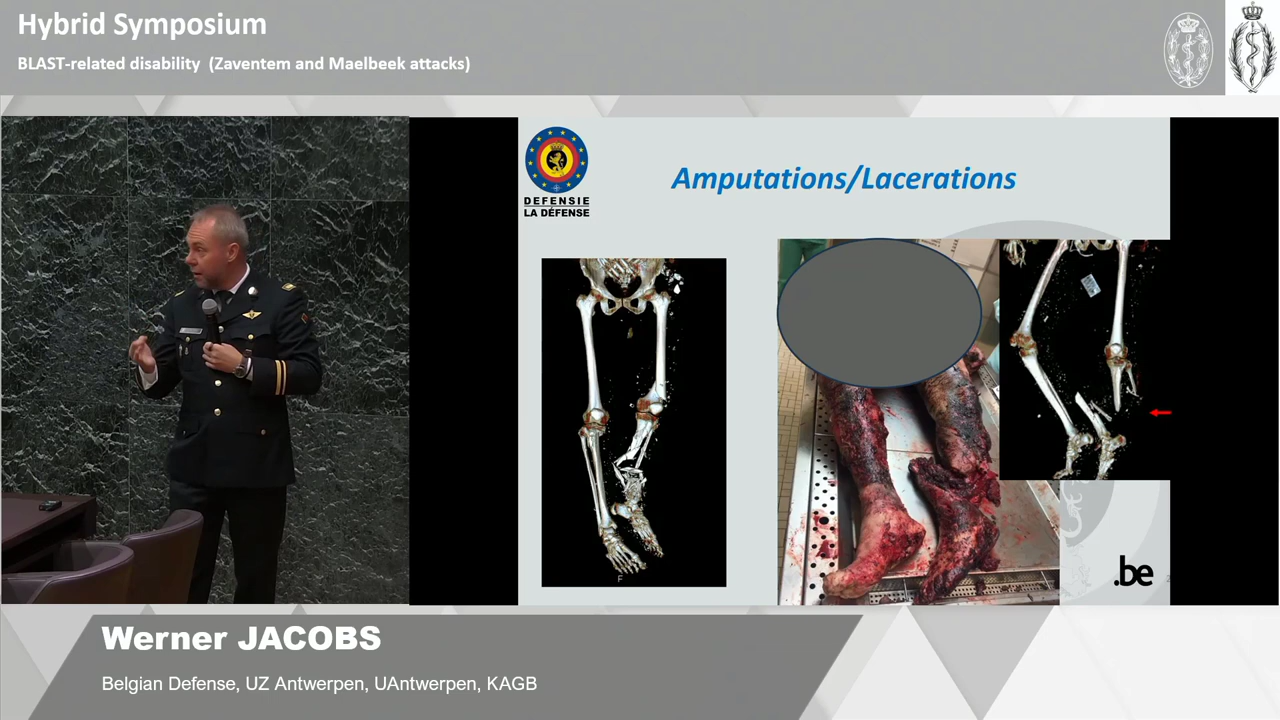 Hybrid Symposium
BLAST-related disability (Zaventem and Maelbeek attacks)
DEFENSIE
LA DÉFENSE
Amputations/Lacerations
F
.be
Werner JACOBS
Belgian Defense, UZ Antwerpen, UAntwerpen, KAGB